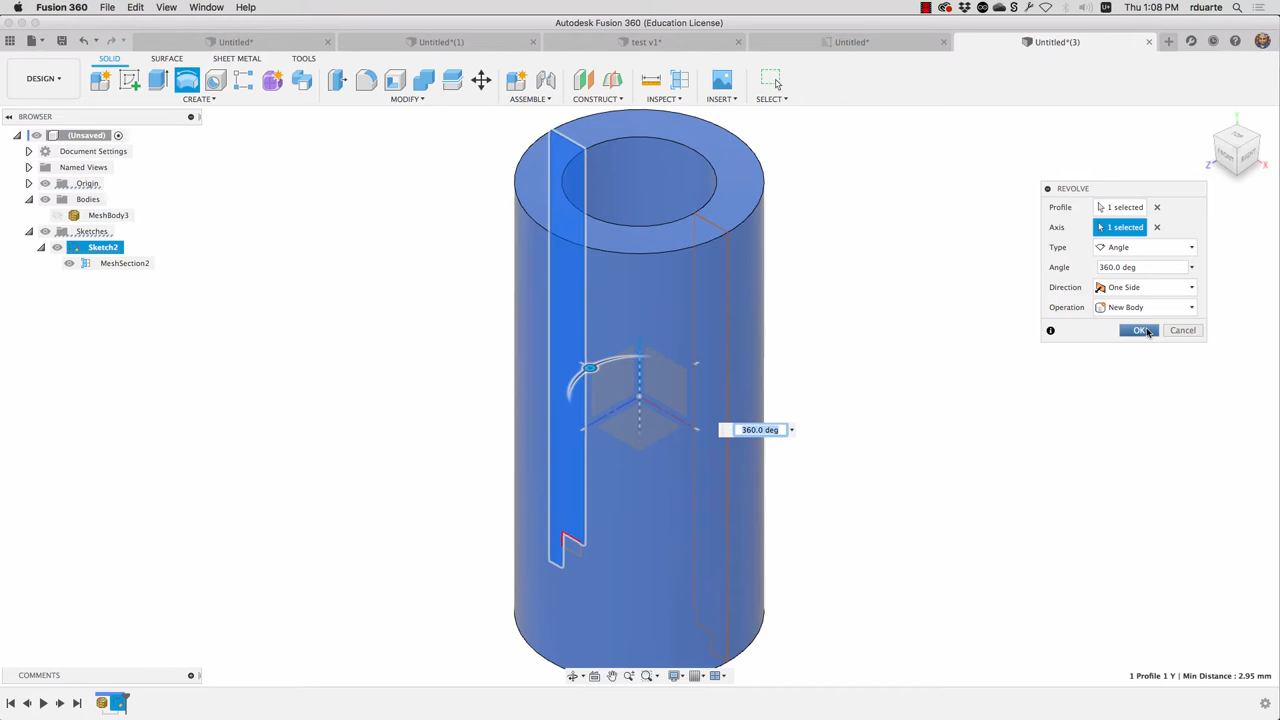 Fusion 360 File Edit View Window Help
Thu 1:08 PM rduarte
Autodesk Fusion 360 (Education License)
Untitled* Untitled*(1) test v1* Untitled* Untitled*(3)
SOLID SURFACE SHEET METAL TOOLS
DESIGN
CREATE MODIFY ASSEMBLE CONSTRUCT INSPECT INSERT SELECT
BROWSER
(Unsaved)
Document Settings
Named Views
Origin
Bodies
MeshBody3
Sketches
Sketch2
MeshSection2
Y
TOP
FRONT RIGHT
Z X
REVOLVE
Profile 1 selected
Axis 1 selected
Type Angle
Angle 360.0 deg
Direction One Side
Operation New Body
OK Cancel
360.0 deg
COMMENTS
1 Profile 1 Y | Min Distance : 2.95 mm